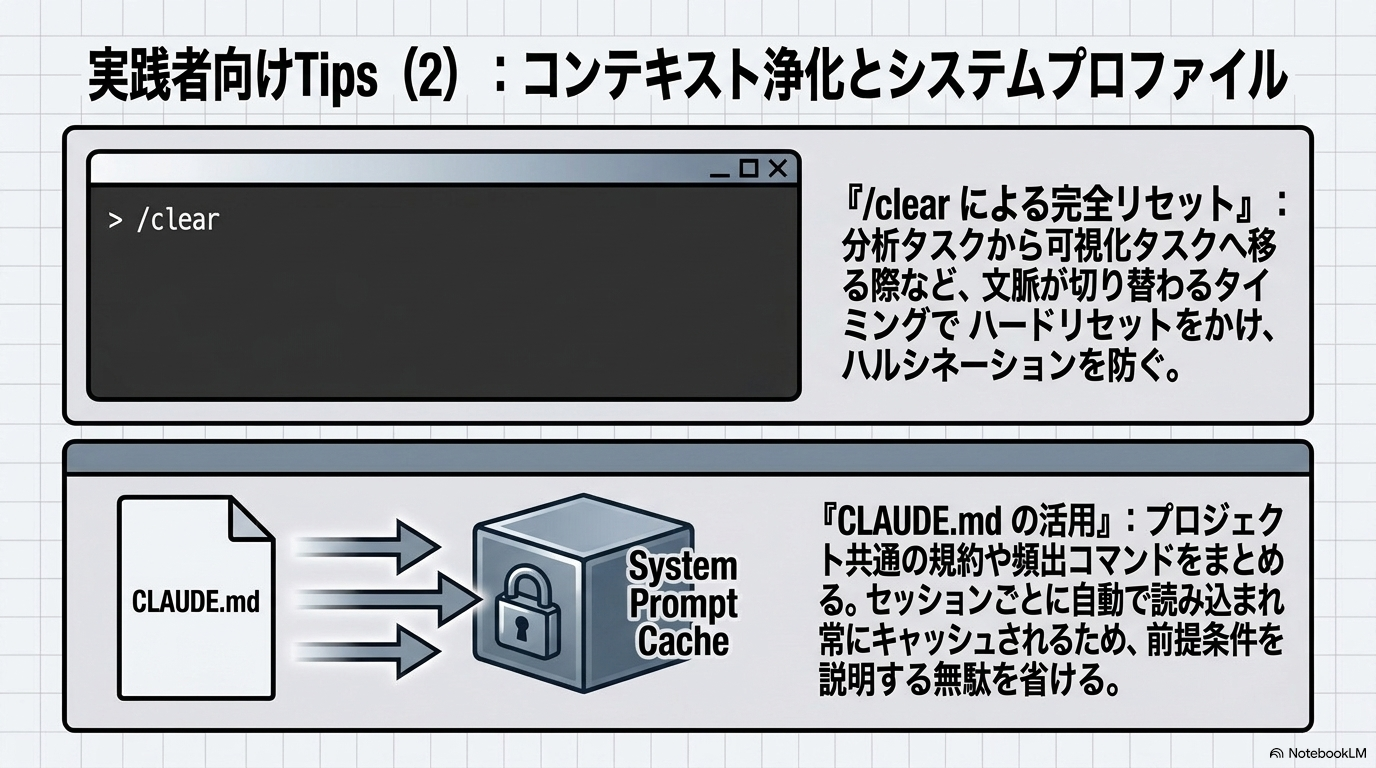 実践者向けTips（2）：コンテキスト浄化とシステムプロファイル
> /clear
『/clear による完全リセット』：
分析タスクから可視化タスクへ移
る際など、文脈が切り替わるタイ
ミングで ハードリセットをかけ、
ハルシネーションを防ぐ。
CLAUDE.md
System
Prompt
Cache
『CLAUDE.md の活用』：プロジェク
ト共通の規約や頻出コマンドをまとめ
る。セッションごとに自動で読み込まれ
常にキャッシュされるため、前提条件を
説明する無駄を省ける。
NotebookLM